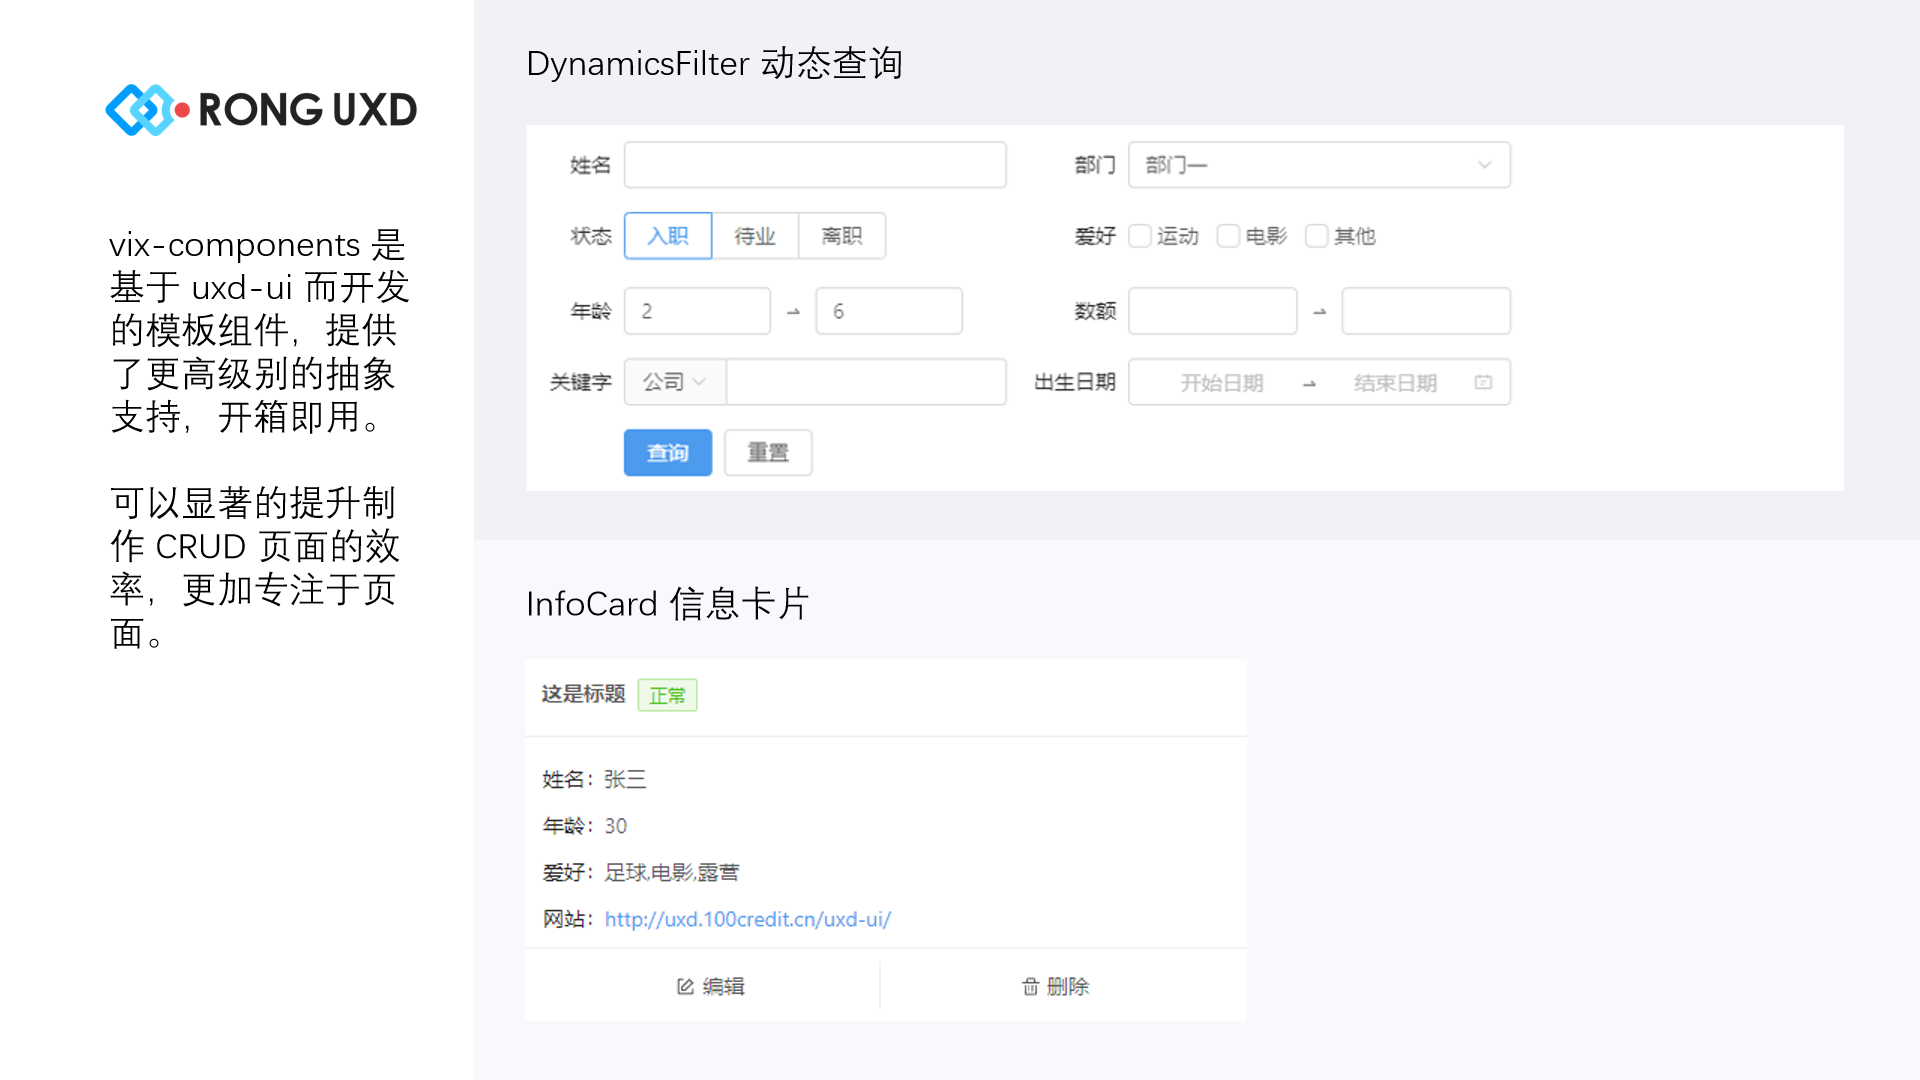 RONG UXD
vix-components 是
基于 uxd-ui 而开发
的模板组件，提供
了更高级别的抽象
支持，开箱即用。
可以显著的提升制
作 CRUD 页面的效
率，更加专注于页
面。
DynamicsFilter 动态查询
姓名
部门 部门一
状态 入职 待业 离职
爱好 运动 电影 其他
年龄 2 → 6
数额 →
关键字 公司
出生日期 开始日期 → 结束日期
查询 重置
InfoCard 信息卡片
这是标题 正常
姓名：张三
年龄：30
爱好：足球,电影,露营
网站：http://uxd.100credit.cn/uxd-ui/
编辑 删除